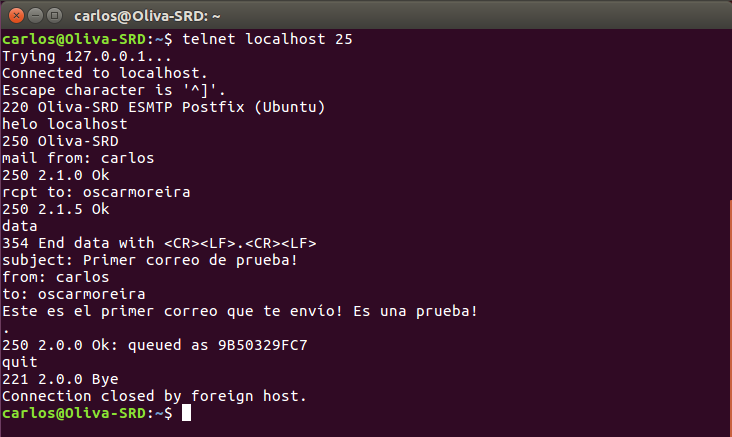 carlos@Oliva-SRD: ~
carlos@Oliva-SRD:~$ telnet localhost 25
Trying 127.0.0.1...
Connected to localhost.
Escape character is '^]'.
220 Oliva-SRD ESMTP Postfix (Ubuntu)
helo localhost
250 Oliva-SRD
mail from: carlos
250 2.1.0 Ok
rcpt to: oscarmoreira
250 2.1.5 Ok
data
354 End data with <CR><LF>.<CR><LF>
subject: Primer correo de prueba!
from: carlos
to: oscarmoreira
Este es el primer correo que te envío! Es una prueba!
.
250 2.0.0 Ok: queued as 9B50329FC7
quit
221 2.0.0 Bye
Connection closed by foreign host.
carlos@Oliva-SRD:~$